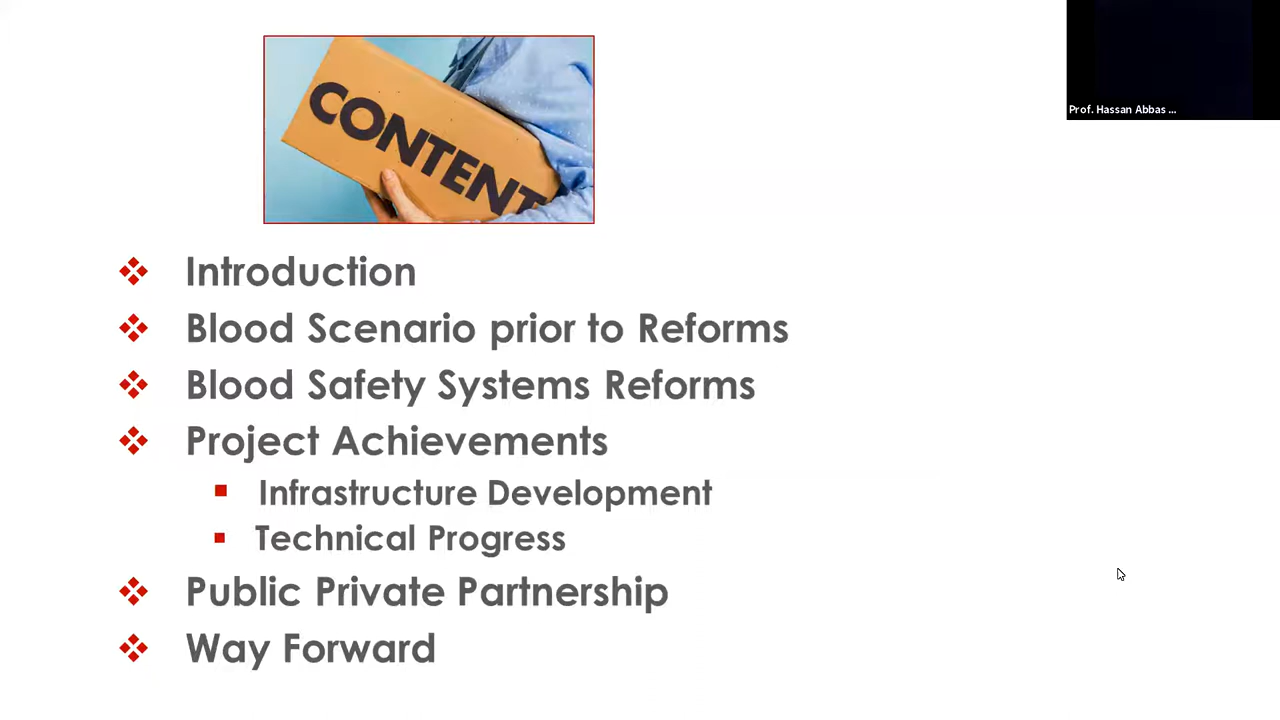 CONTENT
Prof. Hassan Abbas ...
Introduction
Blood Scenario prior to Reforms
Blood Safety Systems Reforms
Project Achievements
Infrastructure Development
Technical Progress
Public Private Partnership
Way Forward